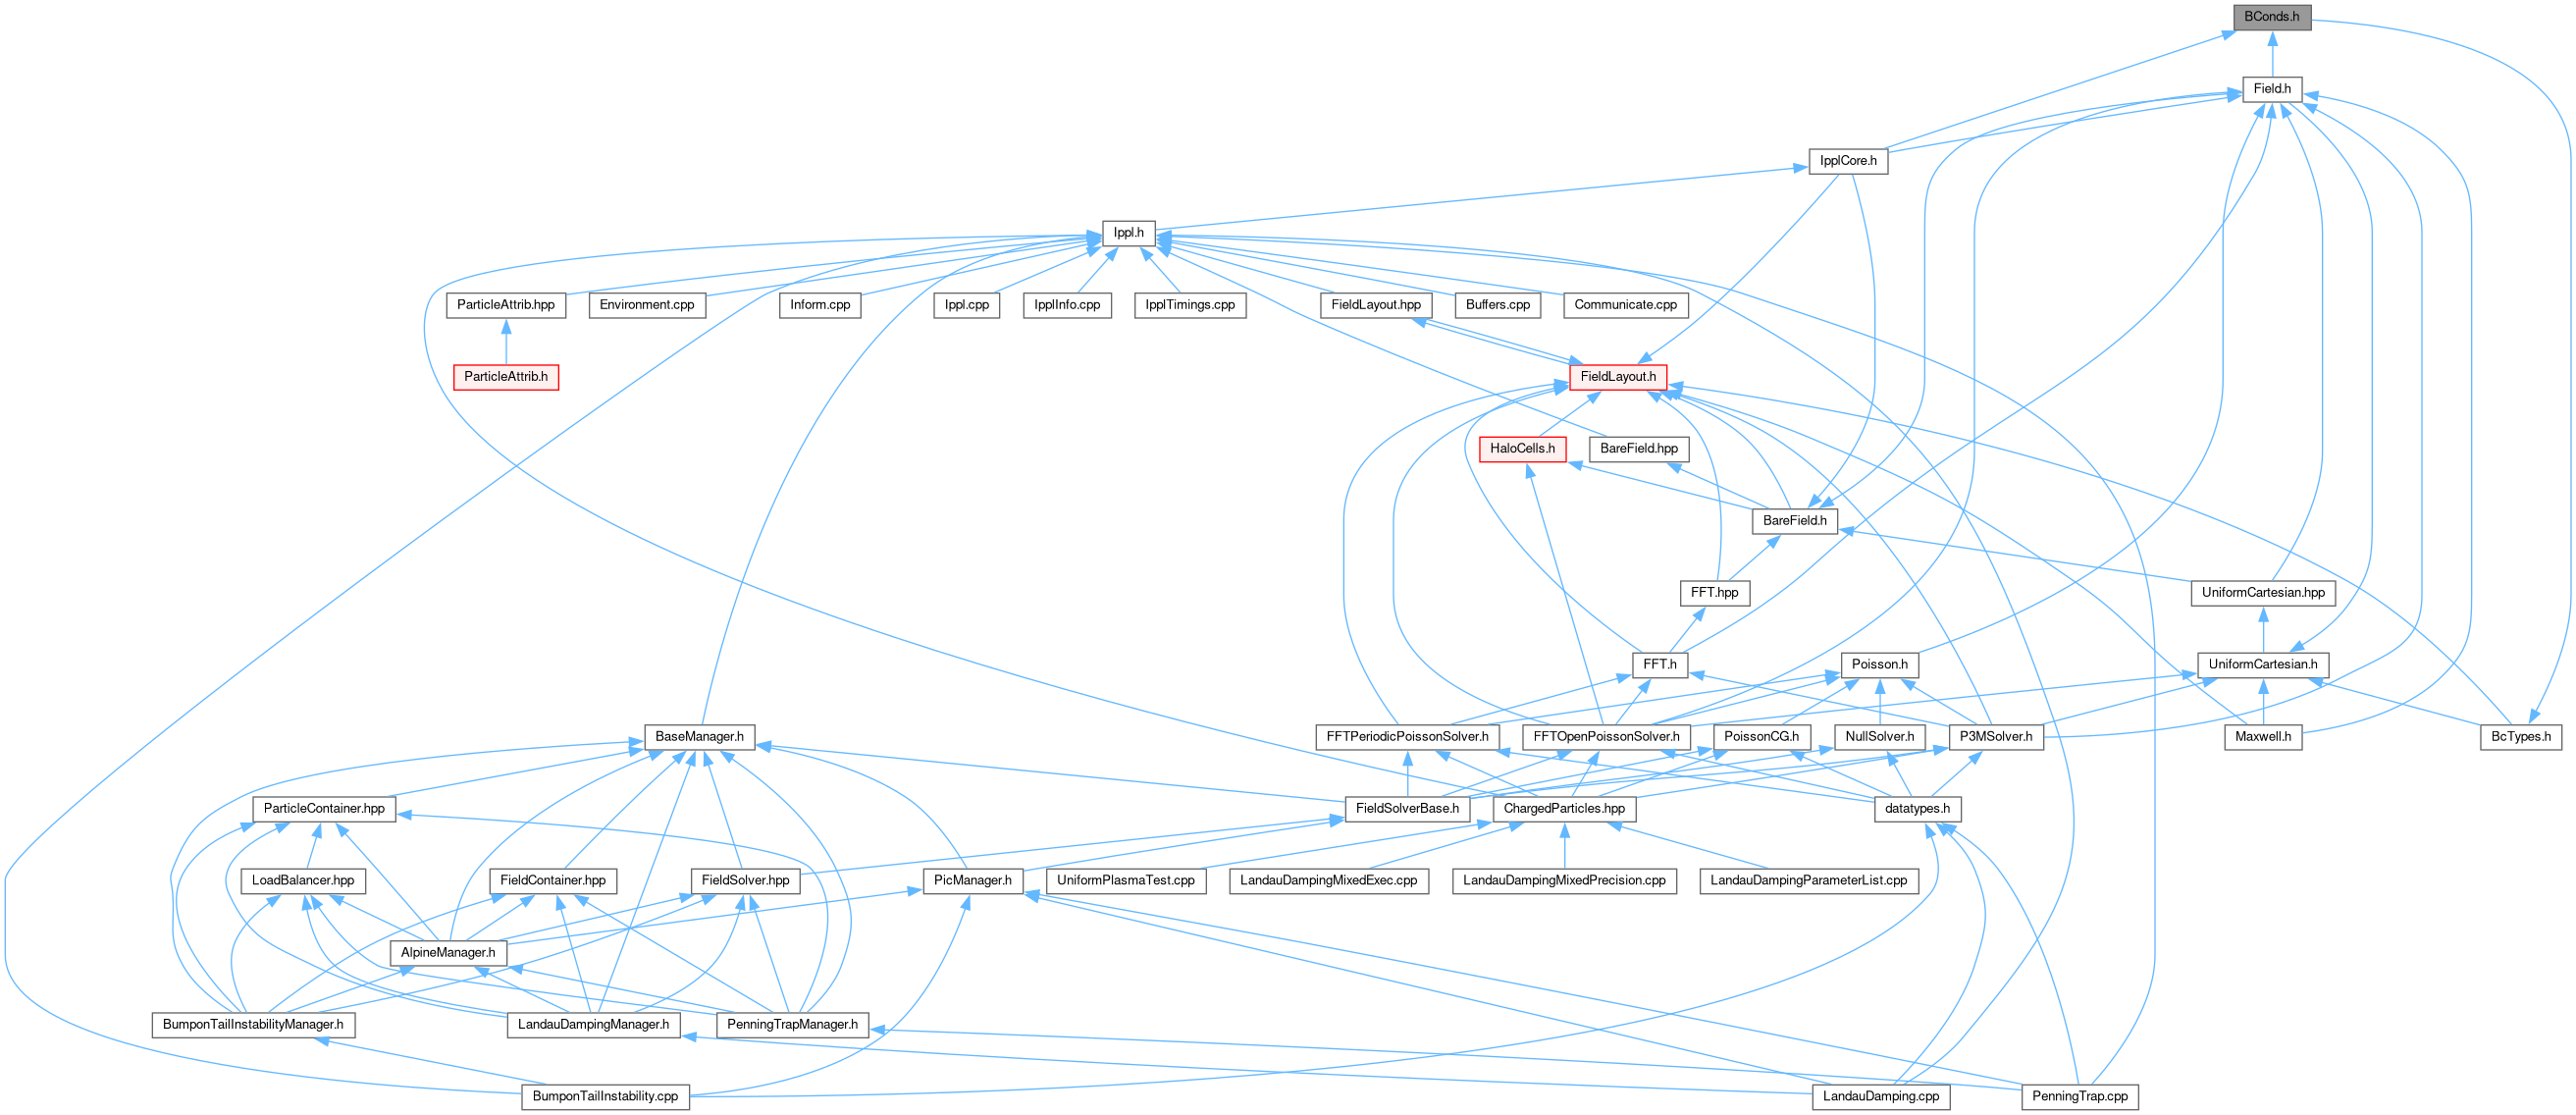 BConds.h
Field.h
IpplCore.h
Ippl.h
ParticleAttrib.hpp
Environment.cpp
Inform.cpp
Ippl.cpp
IpplInfo.cpp
IpplTimings.cpp
FieldLayout.hpp
Buffers.cpp
Communicate.cpp
ParticleAttrib.h
FieldLayout.h
HaloCells.h
BareField.hpp
BareField.h
FFT.hpp
UniformCartesian.hpp
FFT.h
Poisson.h
UniformCartesian.h
BaseManager.h
FFTPeriodicPoissonSolver.h
FFTOpenPoissonSolver.h
PoissonCG.h
NullSolver.h
P3MSolver.h
Maxwell.h
BcTypes.h
ParticleContainer.hpp
FieldSolverBase.h
ChargedParticles.hpp
datatypes.h
LoadBalancer.hpp
FieldContainer.hpp
FieldSolver.hpp
PicManager.h
UniformPlasmaTest.cpp
LandauDampingMixedExec.cpp
LandauDampingMixedPrecision.cpp
LandauDampingParameterList.cpp
AlpineManager.h
BumponTailInstabilityManager.h
LandauDampingManager.h
PenningTrapManager.h
BumponTailInstability.cpp
LandauDamping.cpp
PenningTrap.cpp